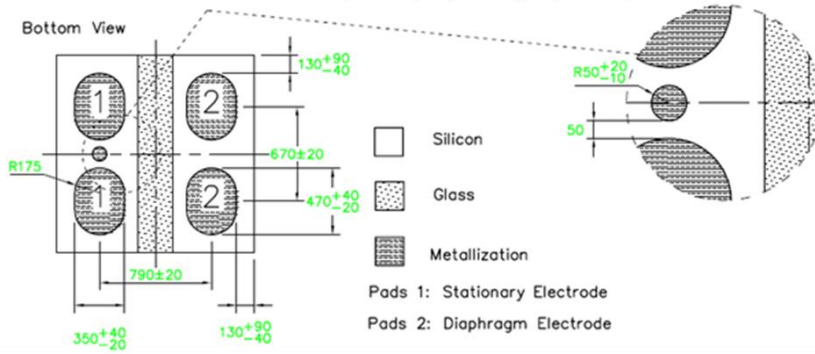 Bottom View
130+90-40
R50+20-10
1
2
50
Silicon
R175
670±20
Glass
1
2
470+40-20
Metallization
790±20
Pads 1: Stationary Electrode
350+40-20
130+90-40
Pads 2: Diaphragm Electrode